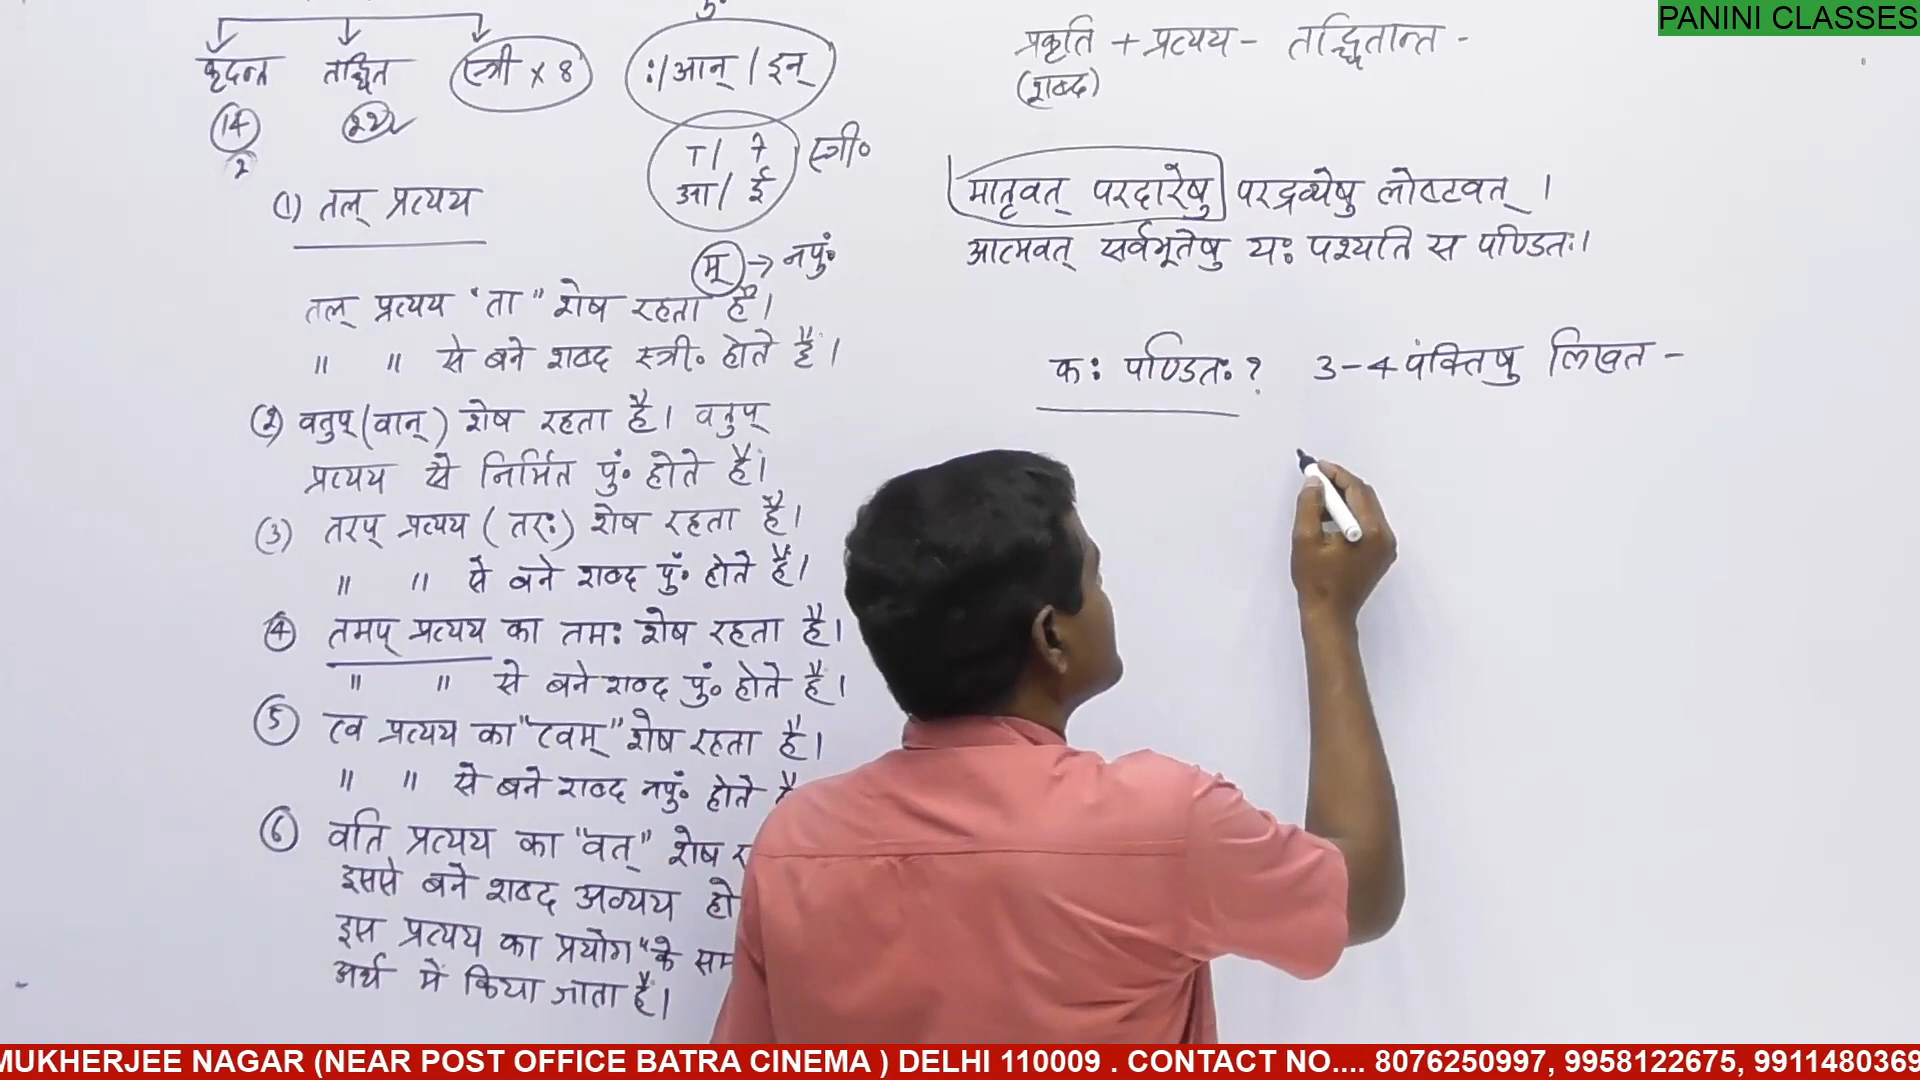 PANINI CLASSES
कृदन्त तद्धित स्त्री x 8 :/आन्/इन्
14
2
ा/ ी स्त्री०
आ/ ई
म् → नपुं०
(1) तल् प्रत्यय
तल् प्रत्यय "ता" शेष रहता है।
" " से बने शब्द स्त्री० होते हैं।
(2) वतुप् (वान्) शेष रहता है। वतुप्
प्रत्यय से निर्मित पुं० होते हैं।
(3) तरप् प्रत्यय (तरः) शेष रहता है।
" " से बने शब्द पुं० होते हैं।
(4) तमप् प्रत्यय का तमः शेष रहता है।
" " से बने शब्द पुं० होते हैं।
(5) त्व प्रत्यय का "त्वम्" शेष रहता है।
" " से बने शब्द नपुं० होते है
(6) वति प्रत्यय का "वत्" शेष र
इससे बने शब्द अव्यय हो
इस प्रत्यय का प्रयोग "के सम
अर्थ में किया जाता है।
प्रकृति + प्रत्यय - तद्धितान्त -
(शब्द)
मातृवत् परदारेषु परद्रव्येषु लोष्टवत् ।
आत्मवत् सर्वभूतेषु यः पश्यति स पण्डितः।
कः पण्डितः? 3-4 पंक्तिषु लिखत -
MUKHERJEE NAGAR (NEAR POST OFFICE BATRA CINEMA ) DELHI 110009 . CONTACT NO.... 8076250997, 9958122675, 9911480369